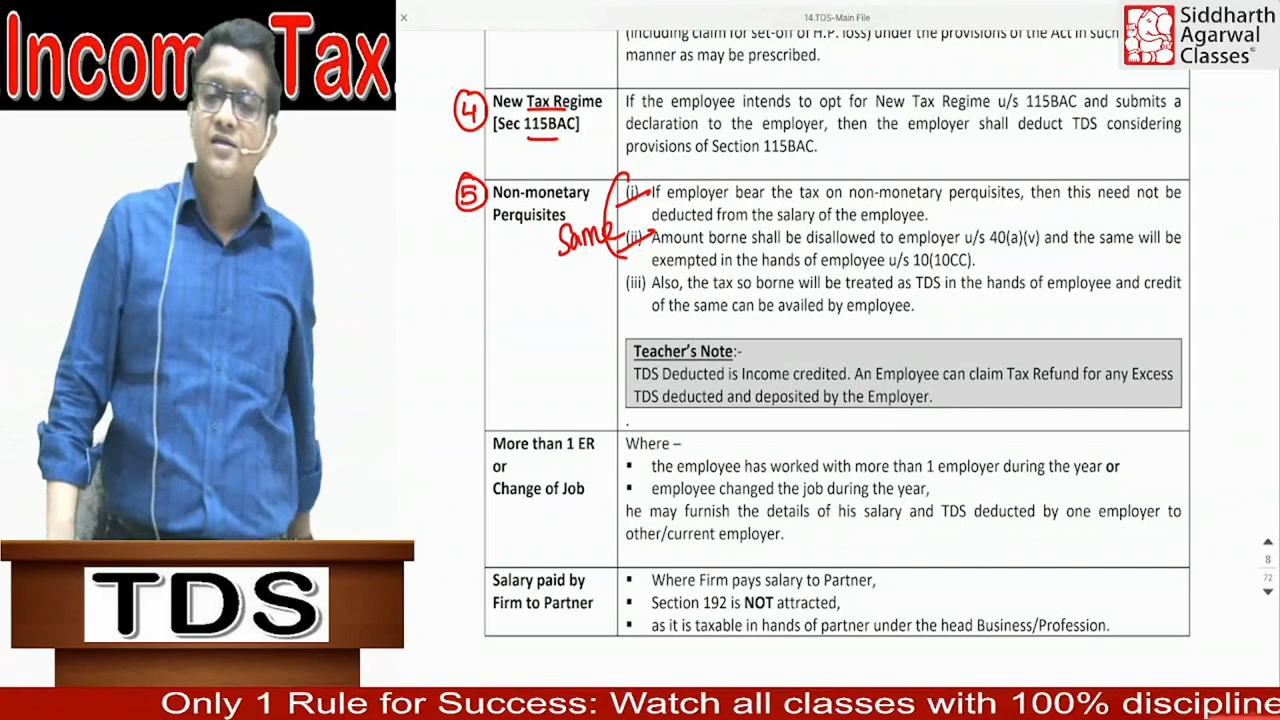 Income Tax.
14.TDS-Main File
Siddharth
Agarwal
Classes
(including claim for set-off of H.P. loss) under the provisions of the Act in such
manner as may be prescribed.
4
New Tax Regime
[Sec 115BAC]
If the employee intends to opt for New Tax Regime u/s 115BAC and submits a
declaration to the employer, then the employer shall deduct TDS considering
provisions of Section 115BAC.
5
Non-monetary
Perquisites
same
(i) If employer bear the tax on non-monetary perquisites, then this need not be
deducted from the salary of the employee.
(ii) Amount borne shall be disallowed to employer u/s 40(a)(v) and the same will be
exempted in the hands of employee u/s 10(10CC).
(iii) Also, the tax so borne will be treated as TDS in the hands of employee and credit
of the same can be availed by employee.
Teacher's Note:-
TDS Deducted is Income credited. An Employee can claim Tax Refund for any Excess
TDS deducted and deposited by the Employer.
.
More than 1 ER
or
Change of Job
Where –
▪ the employee has worked with more than 1 employer during the year or
▪ employee changed the job during the year,
he may furnish the details of his salary and TDS deducted by one employer to
other/current employer.
Salary paid by
Firm to Partner
▪ Where Firm pays salary to Partner,
▪ Section 192 is NOT attracted,
▪ as it is taxable in hands of partner under the head Business/Profession.
8
72
TDS
Only 1 Rule for Success: Watch all classes with 100% discipline